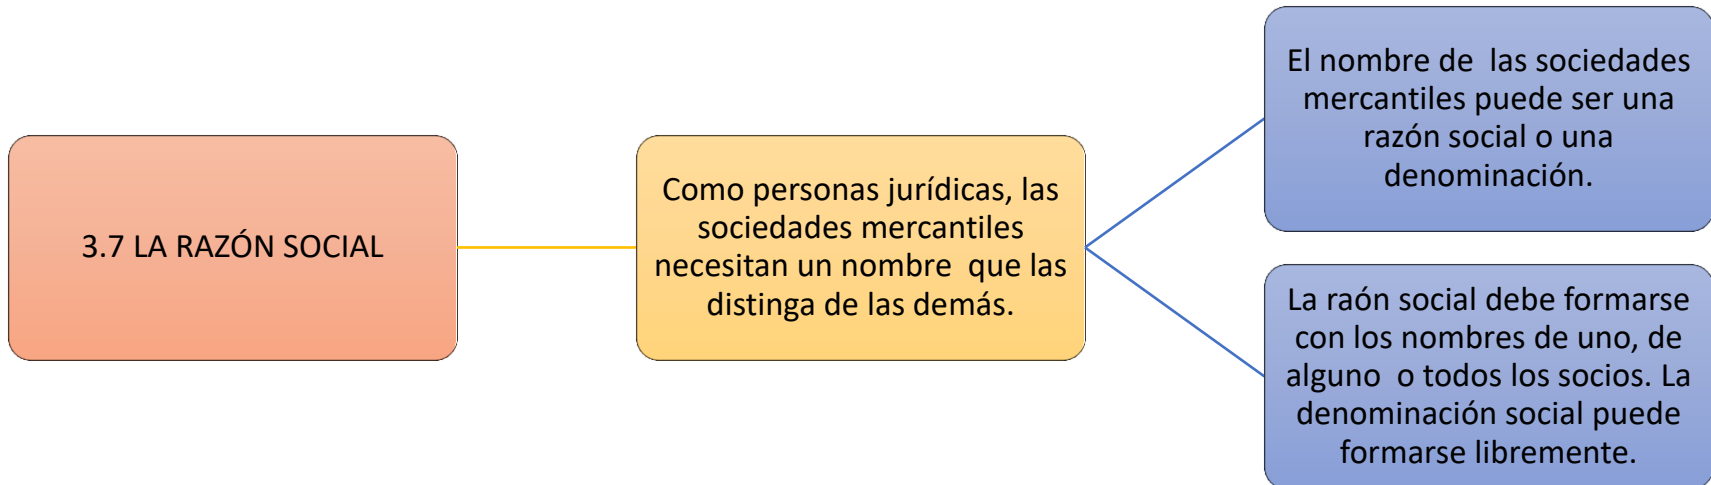 3.7 LA RAZÓN SOCIAL
Como personas jurídicas, las
sociedades mercantiles
necesitan un nombre que las
distinga de las demás.
El nombre de las sociedades
mercantiles puede ser una
razón social o una
denominación.
La raón social debe formarse
con los nombres de uno, de
alguno o todos los socios. La
denominación social puede
formarse libremente.